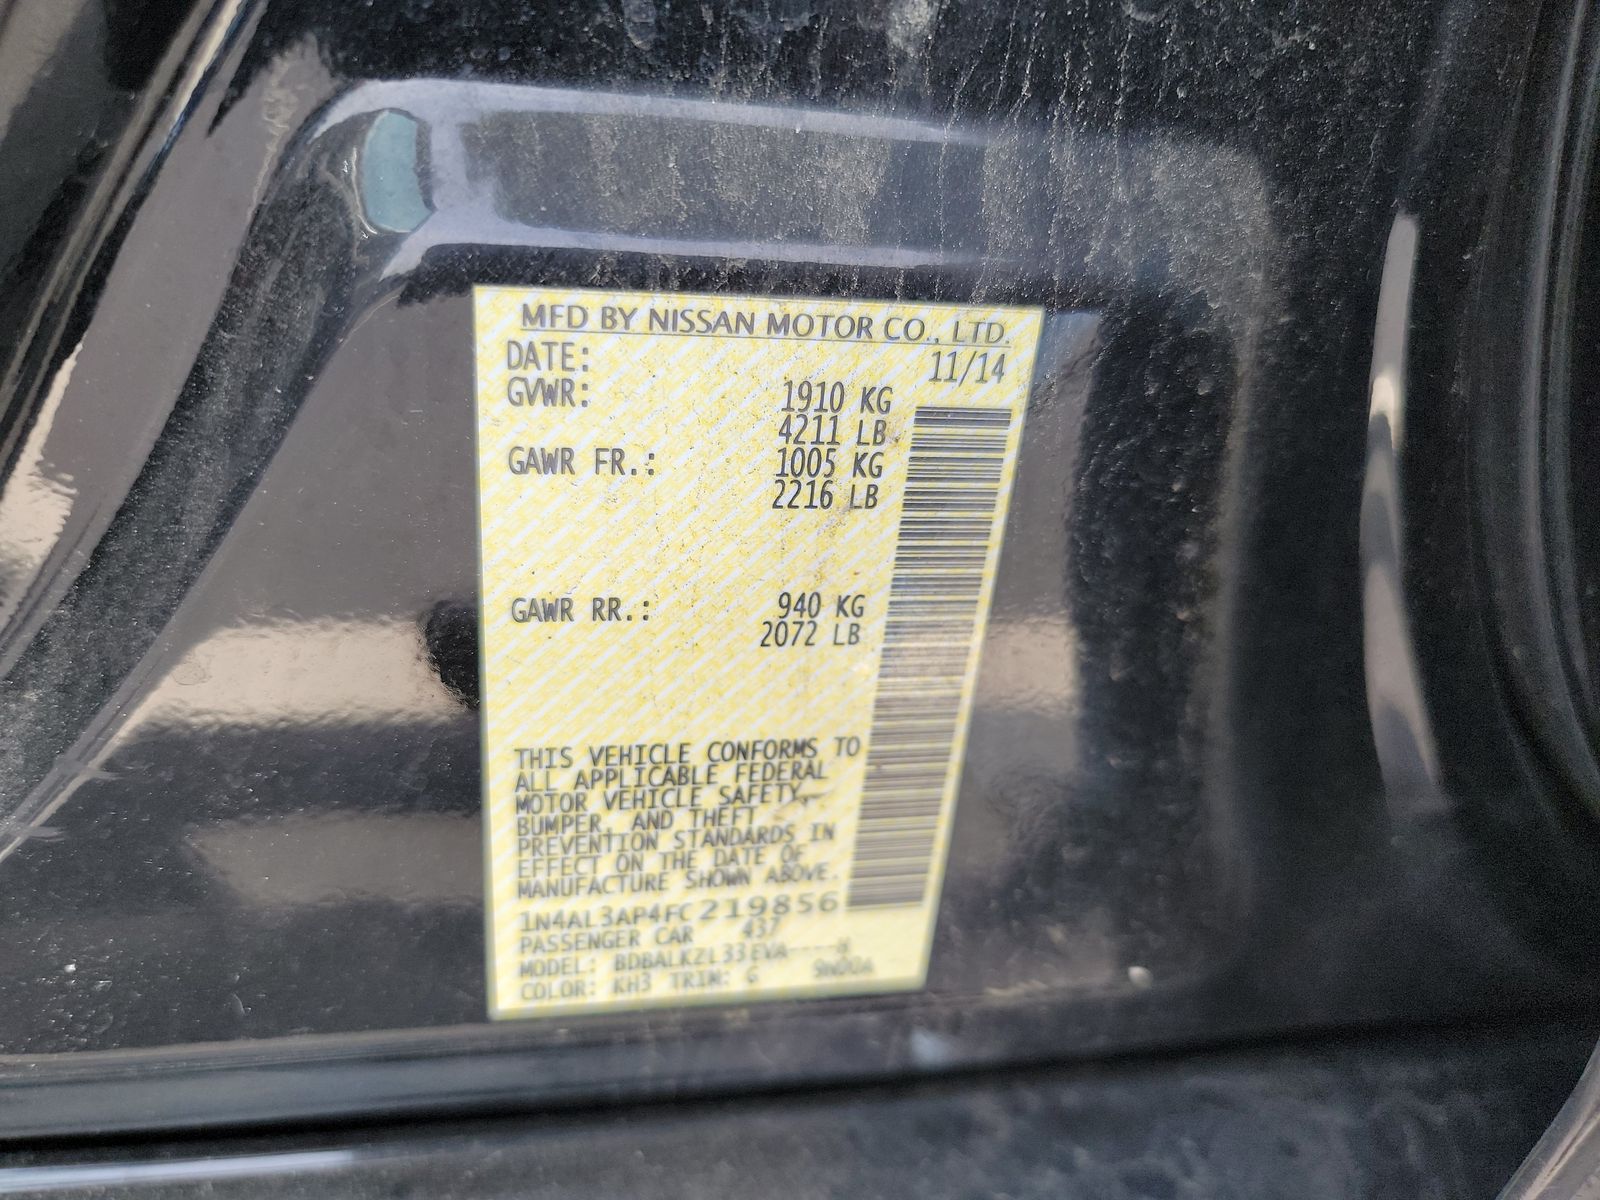 MFD BY NISSAN MOTOR CO., LTD.
DATE: 11/14
GVWR: 1910 KG
4211 LB
GAWR FR.: 1005 KG
2216 LB
GAWR RR.: 940 KG
2072 LB
THIS VEHICLE CONFORMS TO
ALL APPLICABLE FEDERAL
MOTOR VEHICLE SAFETY,
BUMPER, AND THEFT
PREVENTION STANDARDS IN
EFFECT ON THE DATE OF
MANUFACTURE SHOWN ABOVE.
1N4AL3AP4FC219856
PASSENGER CAR 437
MODEL: BDBALKZL33EVA----H
COLOR: KH3 TRIM: G